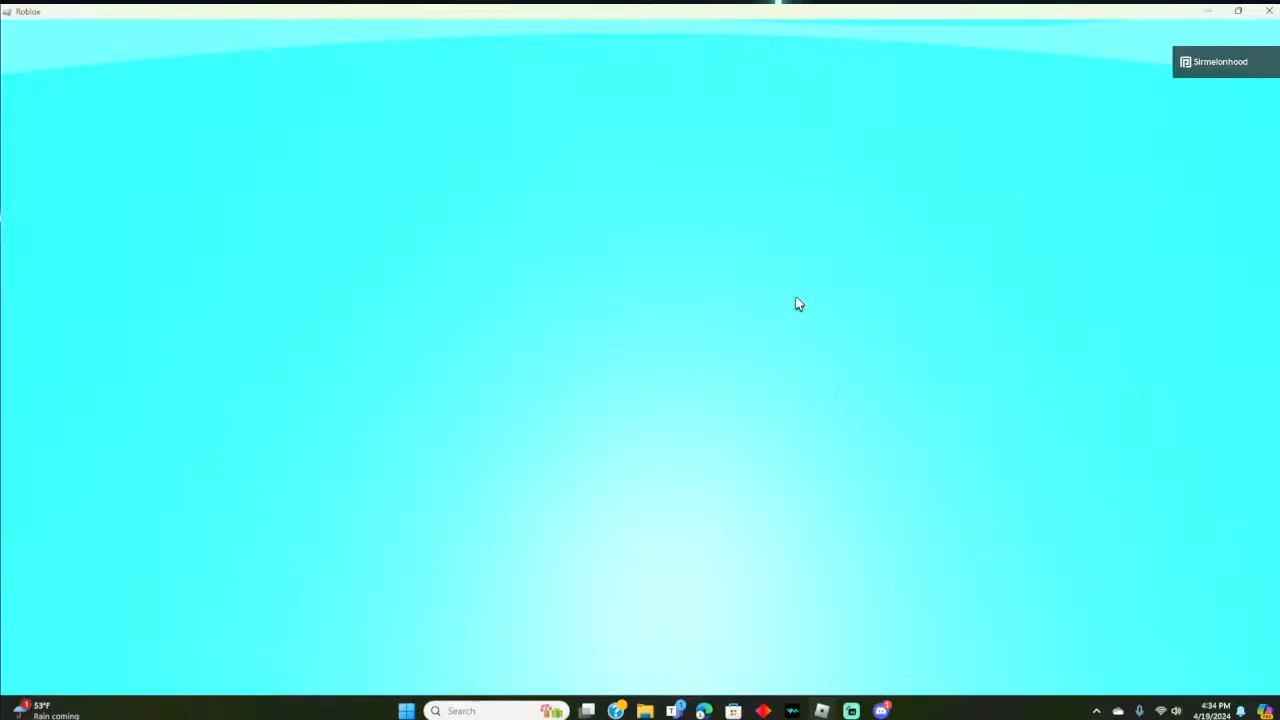 Roblox
Sirmelonhood
53°F
Rain coming
Search
4:34 PM
4/19/2024